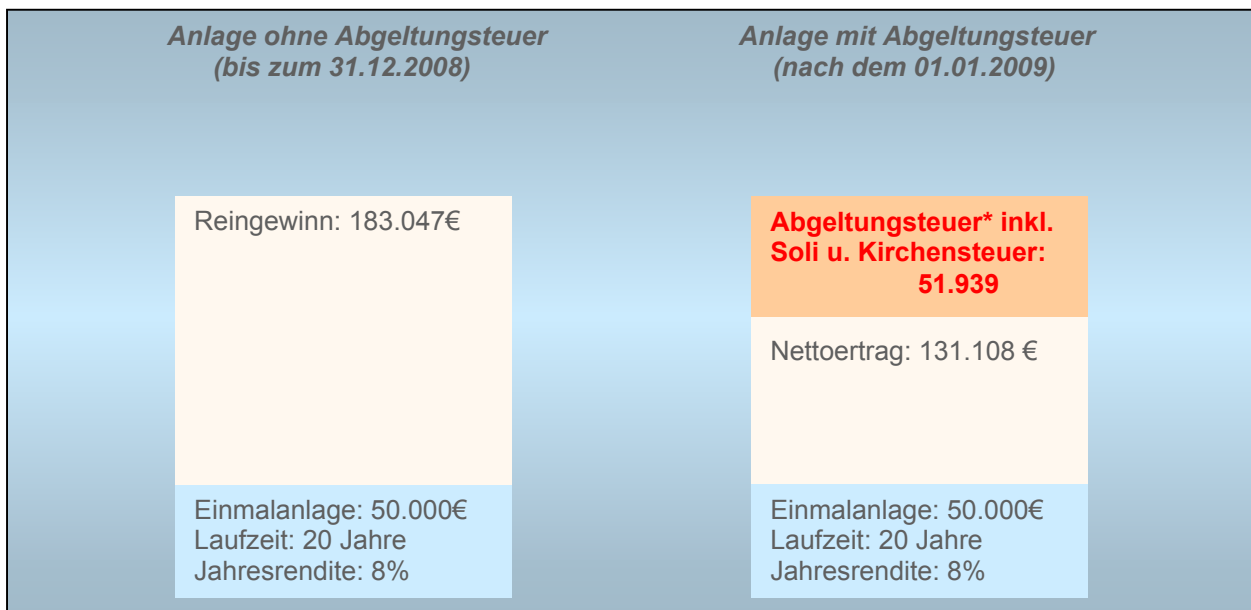 Anlage ohne Abgeltungsteuer
(bis zum 31.12.2008)
Reingewinn: 183.047€
Einmalanlage: 50.000€
Laufzeit: 20 Jahre
Jahresrendite: 8%
Anlage mit Abgeltungsteuer
(nach dem 01.01.2009)
Abgeltungsteuer* inkl.
Soli u. Kirchensteuer:
51.939
Nettoertrag: 131.108 €
Einmalanlage: 50.000€
Laufzeit: 20 Jahre
Jahresrendite: 8%